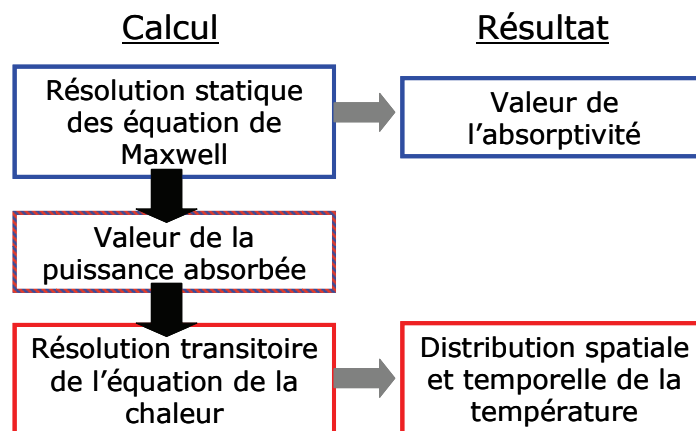 Calcul
Résultat
Résolution statique
des équation de
Maxwell
Valeur de
l'absorptivité
Valeur de la
puissance absorbée
Résolution transitoire
de l'équation de la
chaleur
Distribution spatiale
et temporelle de la
température